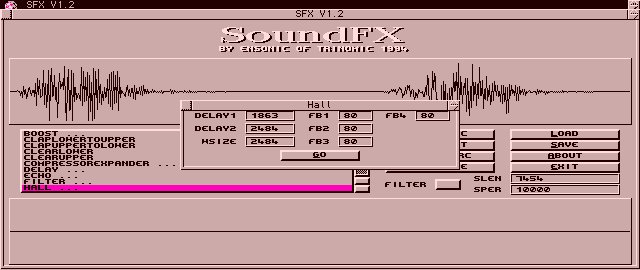 SFX V1.2
SFX V1.2
SoundFX
BY ENSONIC OF TRINOMIC 1994
Hall
DELAY1 1863 FB1 80 FB4 80
DELAY2 2484 FB2 80
MSIZE 2484 FB3 80
GO
BOOST ...
CLAPLOWERTOUPPER
CLAPUPPERTOLOWER
CLEARLOWER
CLEARUPPER
COMPRESSOREXPANDER ...
DELAY ...
ECHO ...
FILTER ...
HALL ...
C LOAD
T SAVE
RC ABOUT
E EXIT
FILTER
SLEN 7454
SPER 10000